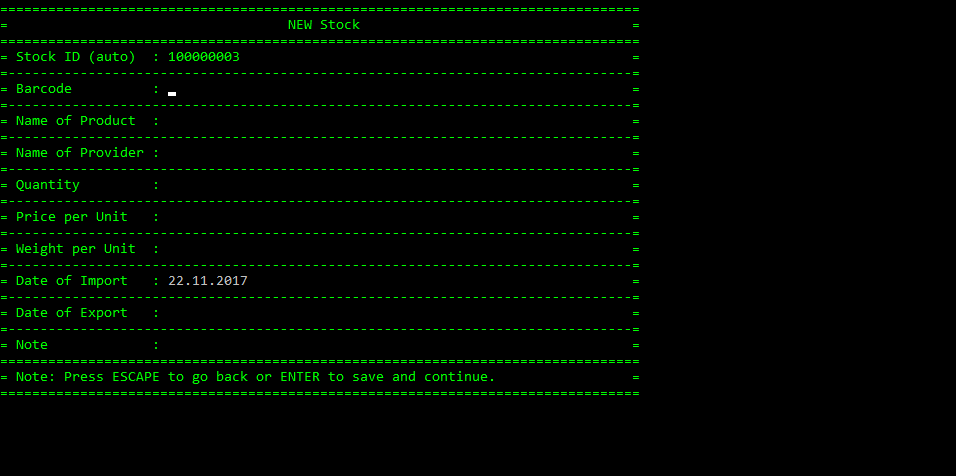 ================================================================================
=                                   NEW Stock                                  =
================================================================================
= Stock ID (auto)  : 100000003                                                 =
=------------------------------------------------------------------------------=
= Barcode          : _                                                         =
=------------------------------------------------------------------------------=
= Name of Product  :                                                           =
=------------------------------------------------------------------------------=
= Name of Provider :                                                           =
=------------------------------------------------------------------------------=
= Quantity         :                                                           =
=------------------------------------------------------------------------------=
= Price per Unit   :                                                           =
=------------------------------------------------------------------------------=
= Weight per Unit  :                                                           =
=------------------------------------------------------------------------------=
= Date of Import   : 22.11.2017                                                =
=------------------------------------------------------------------------------=
= Date of Export   :                                                           =
=------------------------------------------------------------------------------=
= Note             :                                                           =
================================================================================
= Note: Press ESCAPE to go back or ENTER to save and continue.                 =
================================================================================